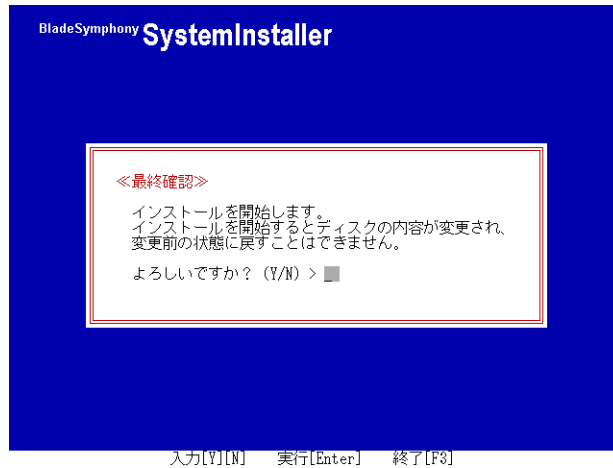 BladeSymphony SystemInstaller
≪最終確認≫
インストールを開始します。
インストールを開始するとディスクの内容が変更され、
変更前の状態に戻すことはできません。
よろしいですか？ (Y/N) > _
入力[Y][N] 実行[Enter] 終了[F3]